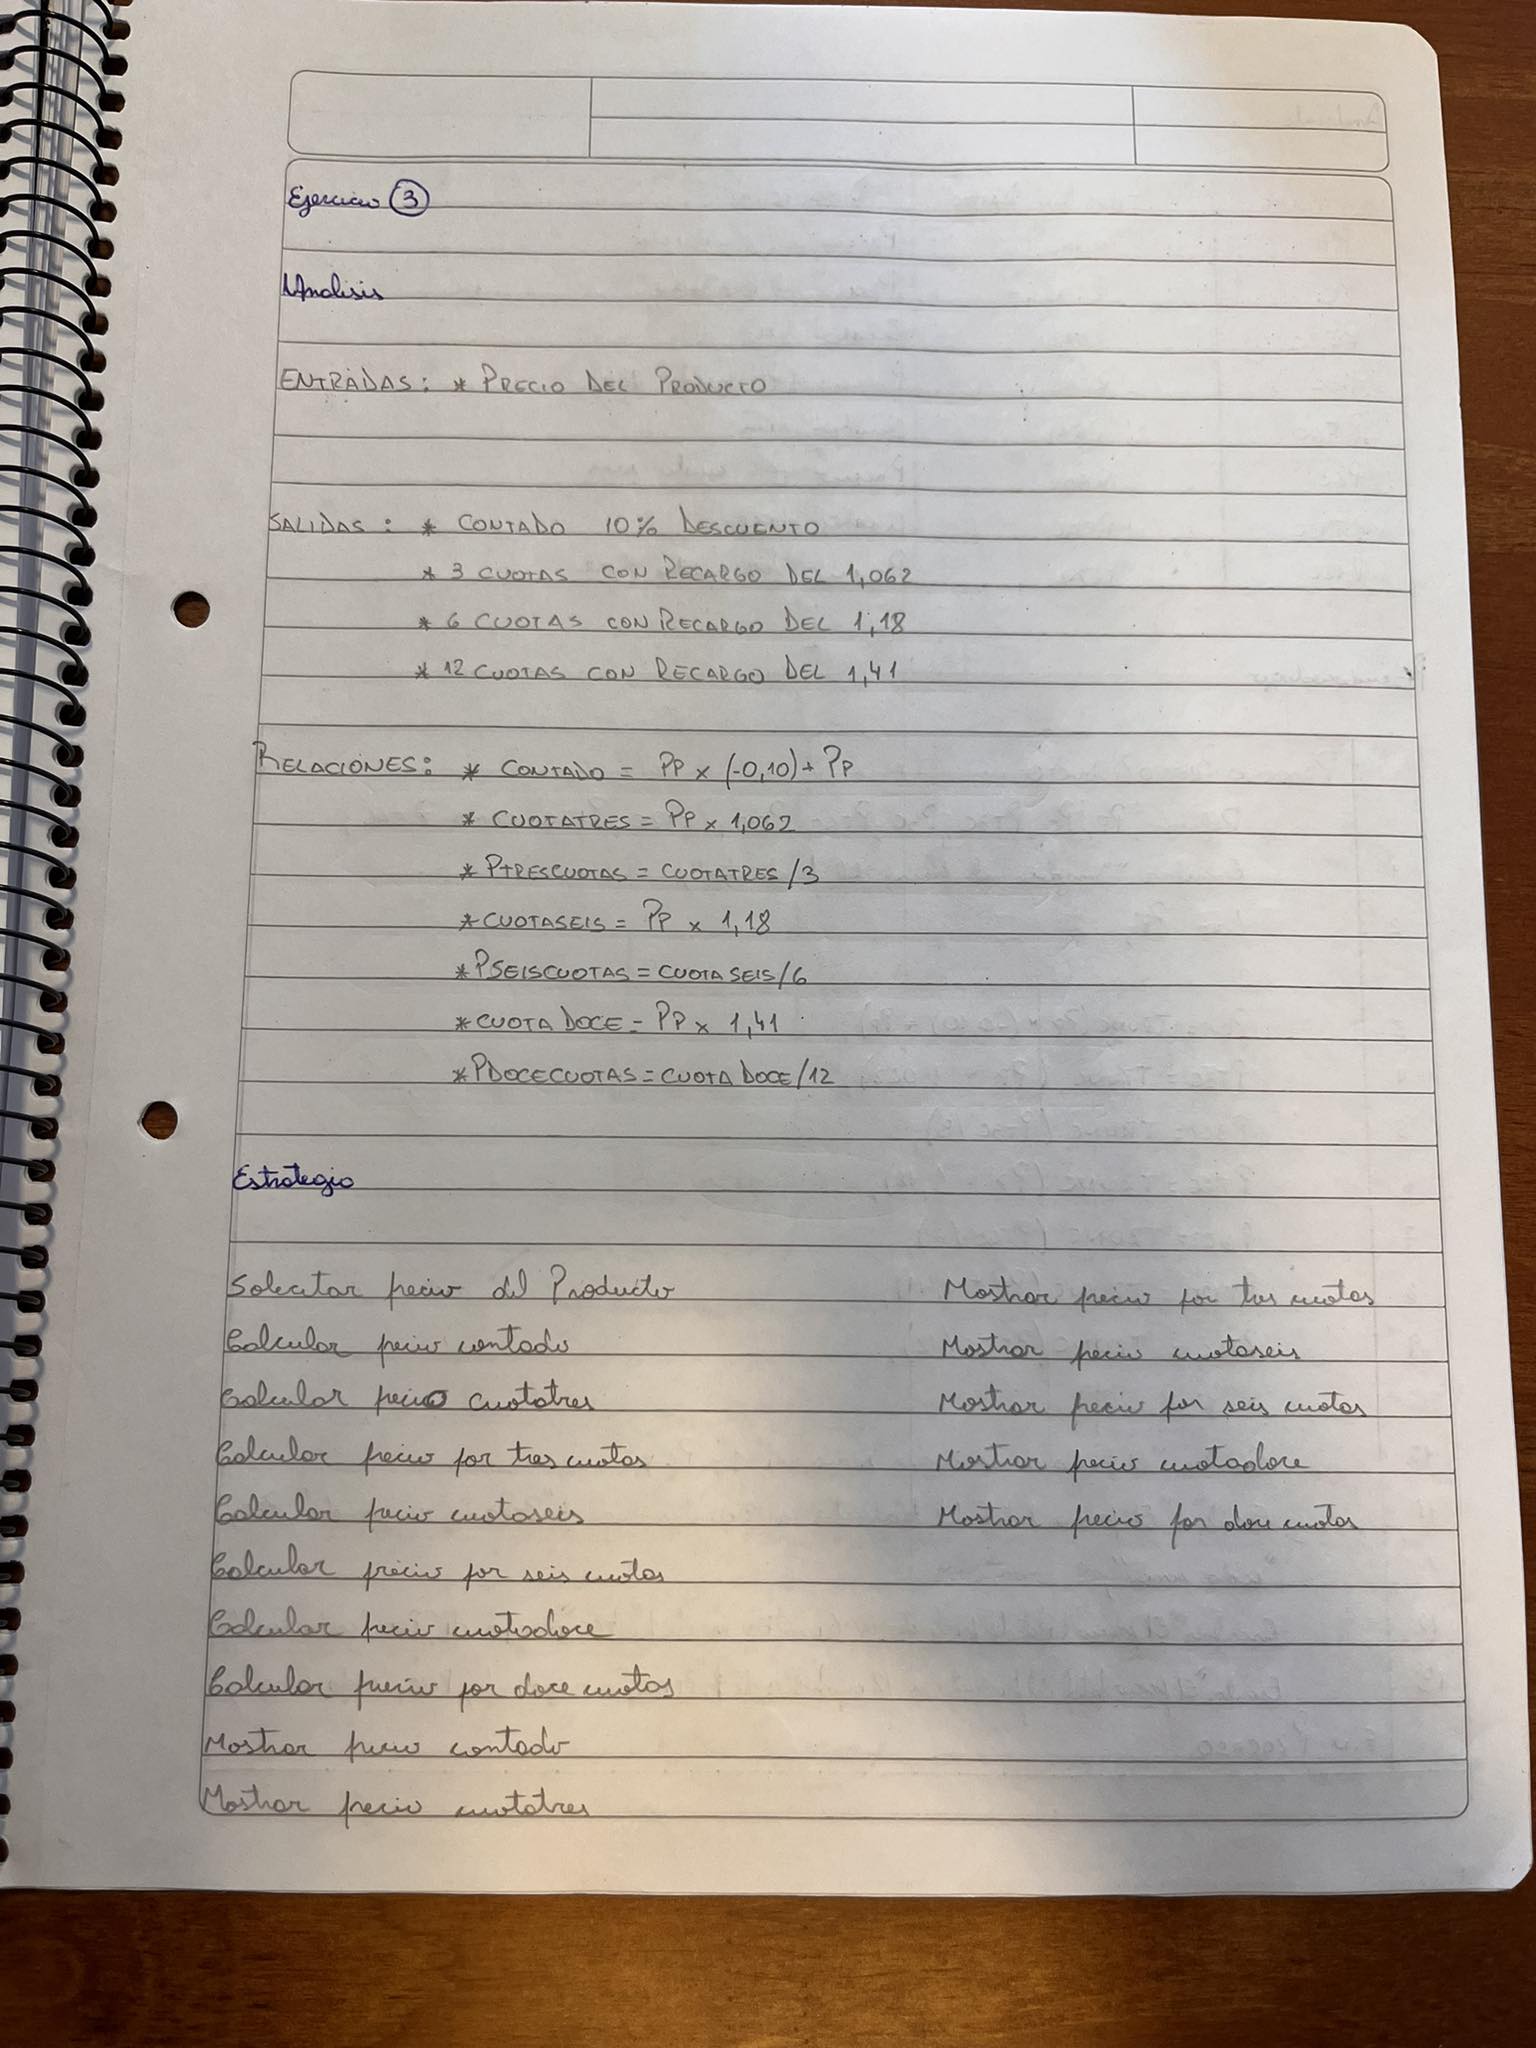 Ejercicio 3
Analisis
ENTRADAS: * PRECIO DEL PRODUCTO
SALIDAS: * CONTADO 10% DESCUENTO
* 3 CUOTAS CON RECARGO DEL 1,062
* 6 CUOTAS CON RECARGO DEL 1,18
* 12 CUOTAS CON RECARGO DEL 1,41
RELACIONES: * CONTADO = PP x (-0,10) + PP
* CUOTATRES = PP x 1,062
* PTRESCUOTAS = CUOTATRES/3
* CUOTASEIS = PP x 1,18
* PSEISCUOTAS = CUOTASEIS/6
* CUOTA DOCE = PP x 1,41
* PDOCECUOTAS = CUOTA DOCE/12
Estrategia
Solicitar precio del Producto
Calcular precio contado
Calcular precio cuotatres
Calcular precio por tres cuotas
Calcular precio cuotaseis
Calcular precio por seis cuotas
Calcular precio cuotadoce
Calcular precio por doce cuotas
Mostrar precio contado
Mostrar precio cuotatres
Mostrar precio por tres cuotas
Mostrar precio cuotaseis
Mostrar precio por seis cuotas
Mostrar precio cuotadoce
Mostrar precio por doce cuotas